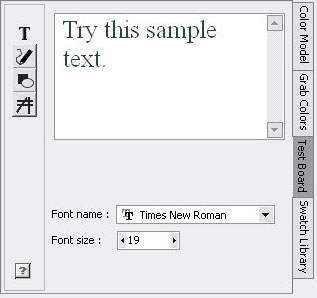 T
Try this sample
text.
Font name :
Times New Roman
Font size :
19
?
Color Model
Grab Colors
Test Board
Swatch Library